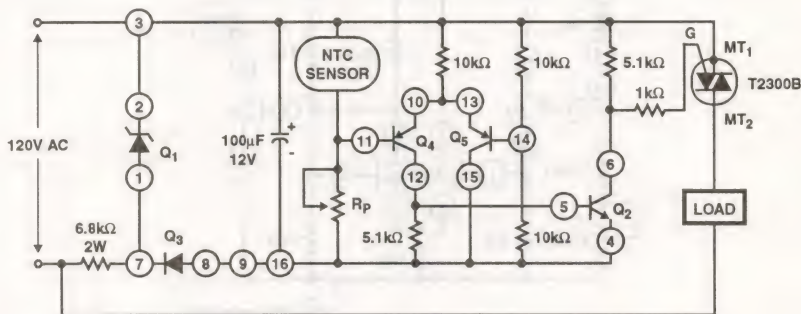 3
NTC
SENSOR
10kΩ
10kΩ
5.1kΩ
G
MT1
T2300B
1kΩ
MT2
2
10
13
120V AC
Q1
100µF
12V
+
-
11
Q4
Q5
14
1
12
15
6
5
Q2
6.8kΩ
2W
Q3
RP
5.1kΩ
10kΩ
4
LOAD
7
8
9
16